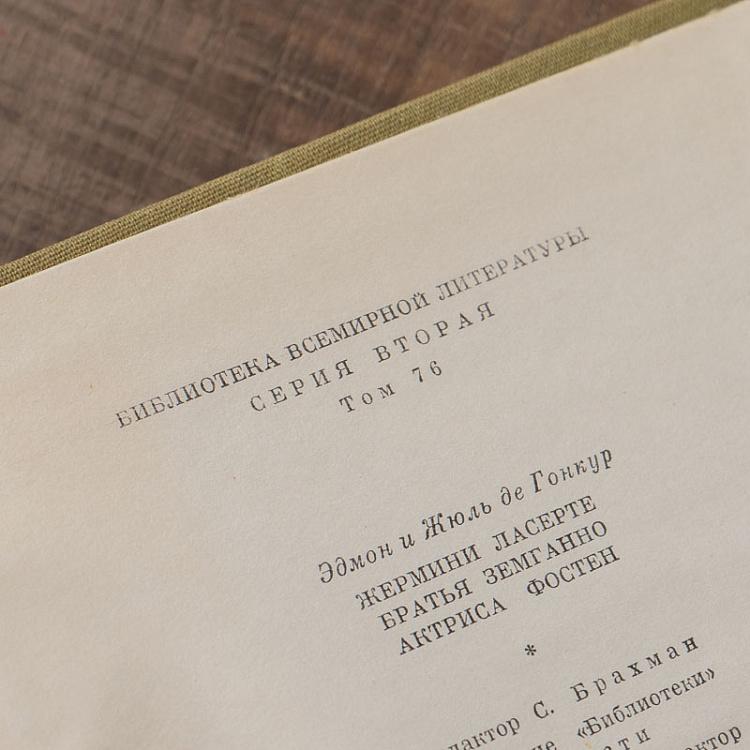 БИБЛИОТЕКА ВСЕМИРНОЙ ЛИТЕРАТУРЫ
СЕРИЯ ВТОРАЯ
Том 76
Эдмон и Жюль де Гонкур
ЖЕРМИНИ ЛАСЕРТЕ
БРАТЬЯ ЗЕМГАННО
АКТРИСА ФОСТЕН
*
С. Брахман
«Библиотеки»